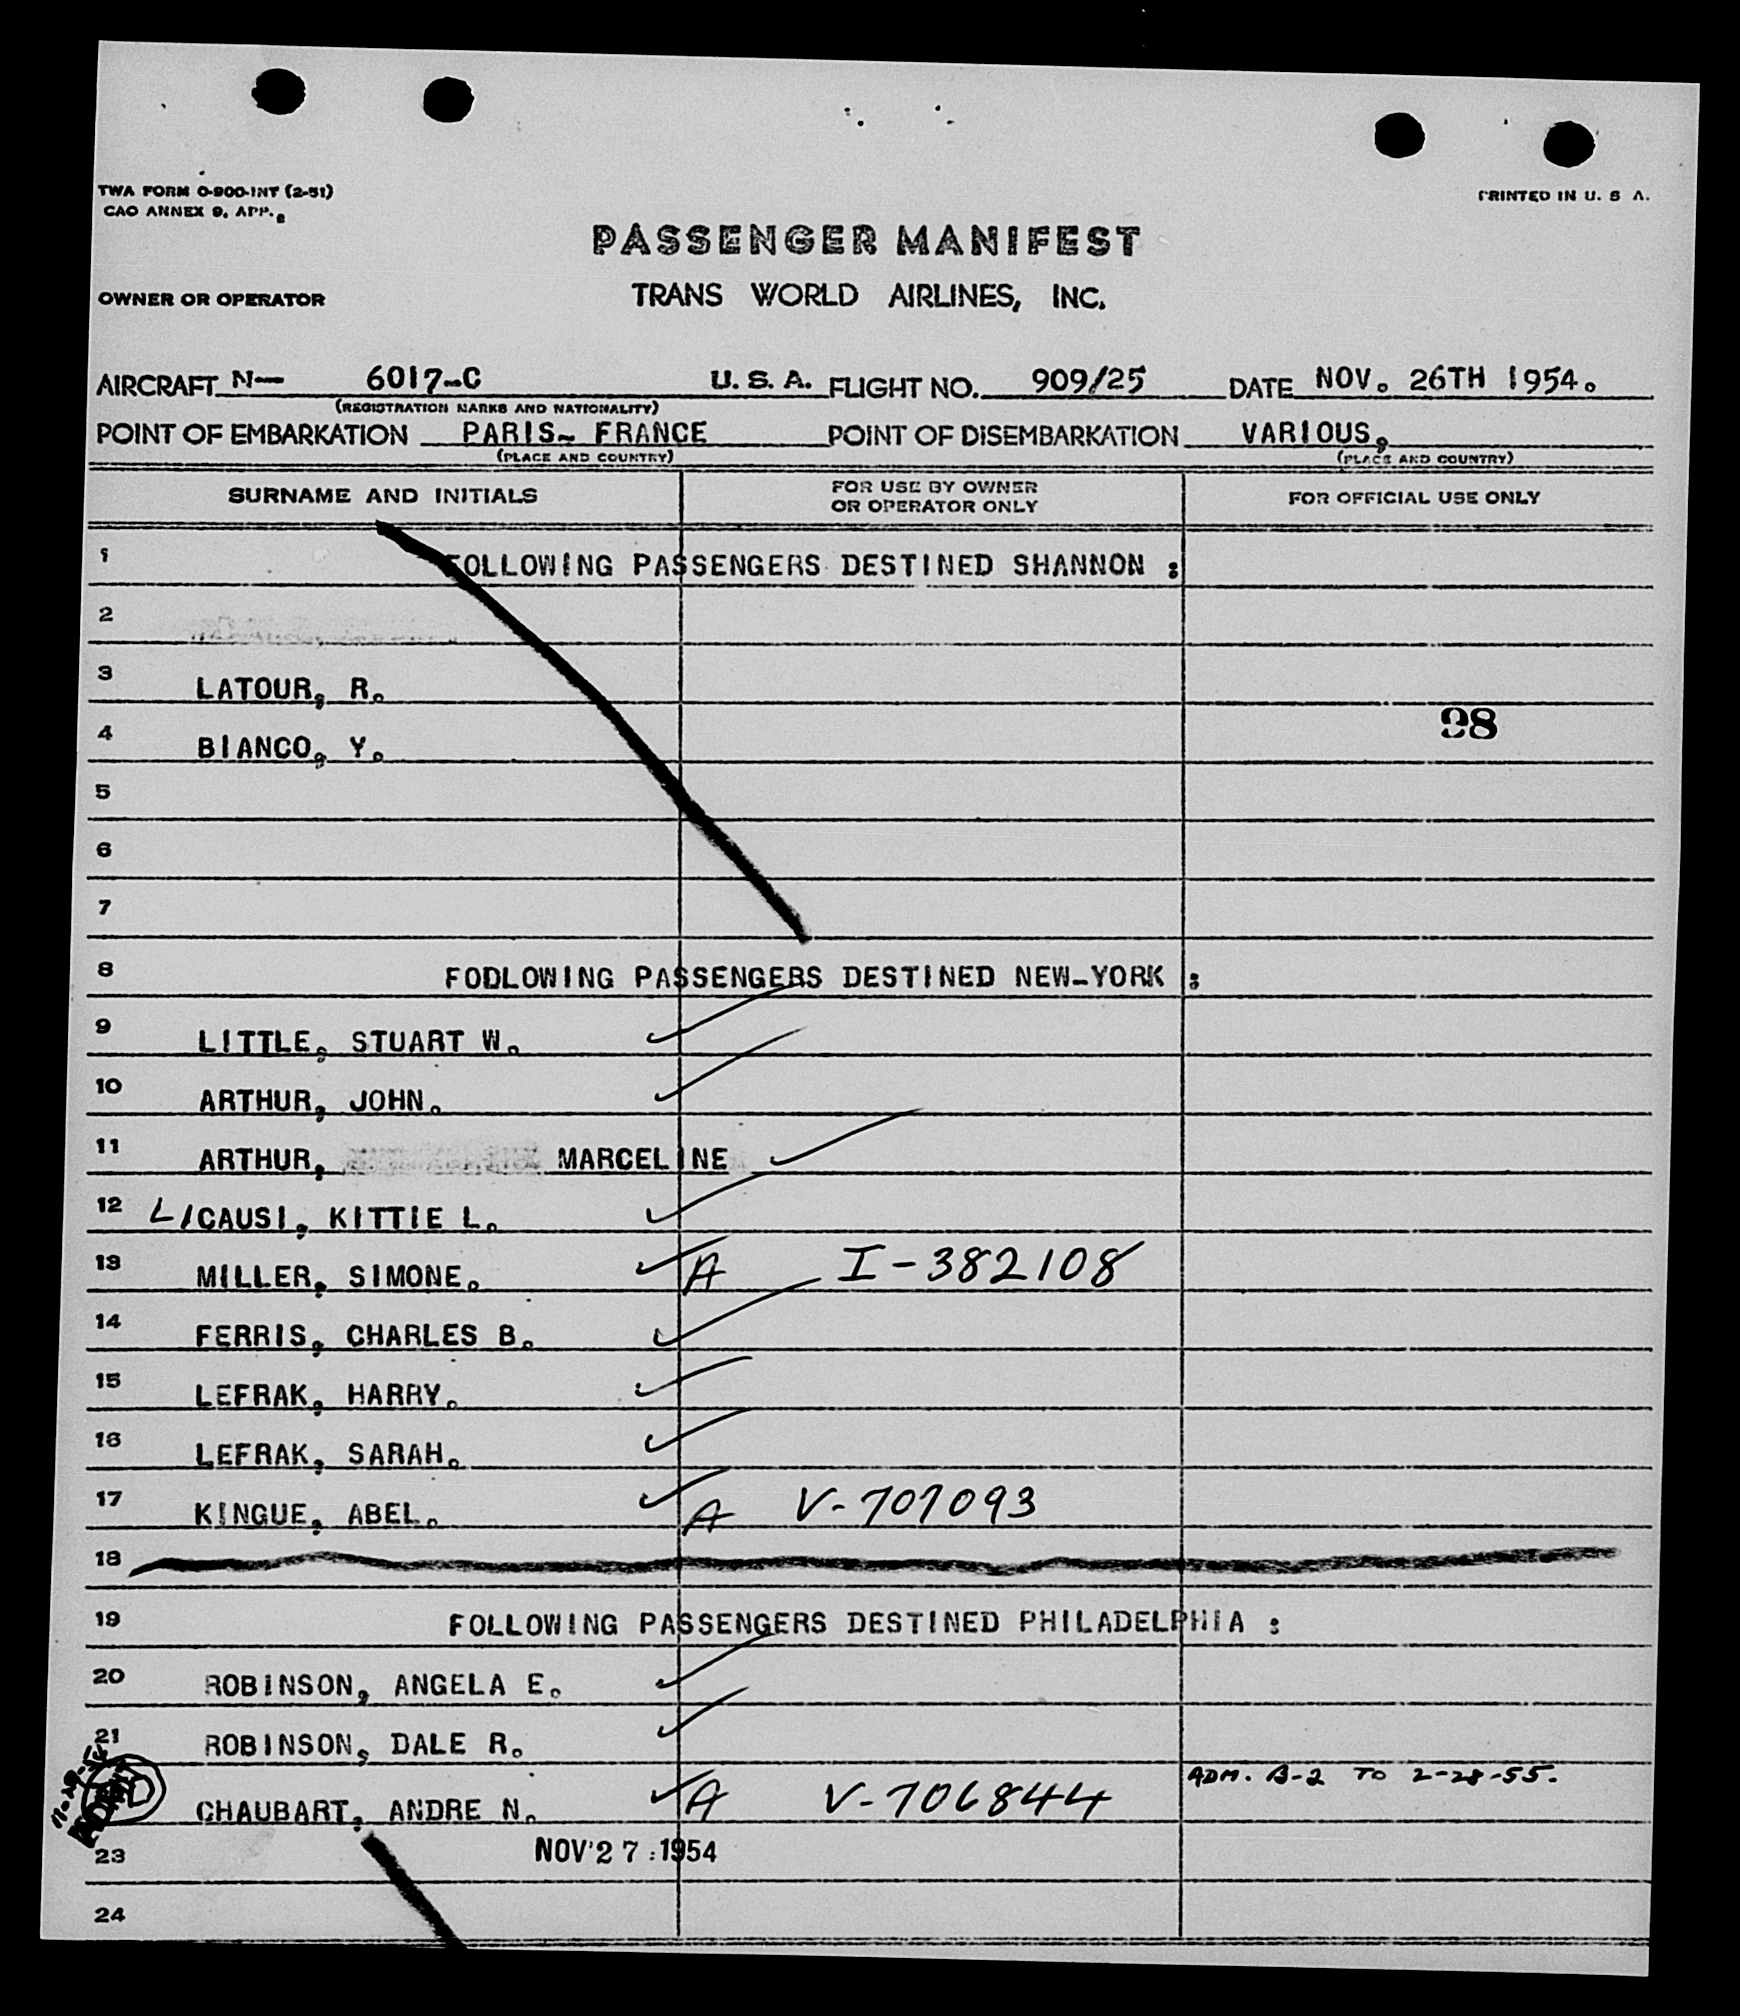 TWA FORM O-900-INT (2-51)
CAO ANNEX 9, APP. 2
PRINTED IN U. S A.
PASSENGER MANIFEST
OWNER OR OPERATOR
TRANS WORLD AIRLINES, INC.
AIRCRAFT N— 6017-C U. S. A. FLIGHT NO. 909/25 DATE NOV. 26TH 1954.
(REGISTRATION MARKS AND NATIONALITY)
POINT OF EMBARKATION PARIS- FRANCE POINT OF DISEMBARKATION VARIOUS,
(PLACE AND COUNTRY) (PLACE AND COUNTRY)
SURNAME AND INITIALS FOR USE BY OWNER OR OPERATOR ONLY FOR OFFICIAL USE ONLY
1 FOLLOWING PASSENGERS DESTINED SHANNON :
2
3 LATOUR, R.
98
4 BIANCO, Y.
5
6
7
8 FODLOWING PASSENGERS DESTINED NEW-YORK :
9 LITTLE, STUART W. ✓
10 ARTHUR, JOHN. ✓
11 ARTHUR, MARCELINE ✓
12 LICAUSI, KITTIE L. ✓
13 MILLER, SIMONE. ✓ A I-382108
14 FERRIS, CHARLES B. ✓
15 LEFRAK, HARRY. ✓
16 LEFRAK, SARAH. ✓
17 KINGUE, ABEL. ✓ A V-707093
18
19 FOLLOWING PASSENGERS DESTINED PHILADELPHIA :
20 ROBINSON, ANGELA E. ✓
21 ROBINSON, DALE R. ✓
CHAUBART, ANDRE N. ✓ A V-706844 ADM. B-2 TO 2-28-55.
23 NOV 27 1954
24